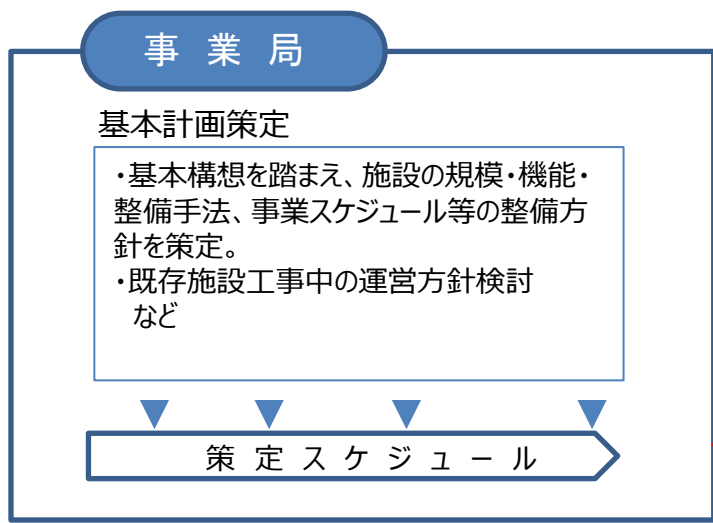 事 業 局
基本計画策定
・基本構想を踏まえ、施設の規模・機能・
整備手法、事業スケジュール等の整備方
針を策定。
・既存施設工事中の運営方針検討
など
策 定 ス ケ ジ ュ ー ル